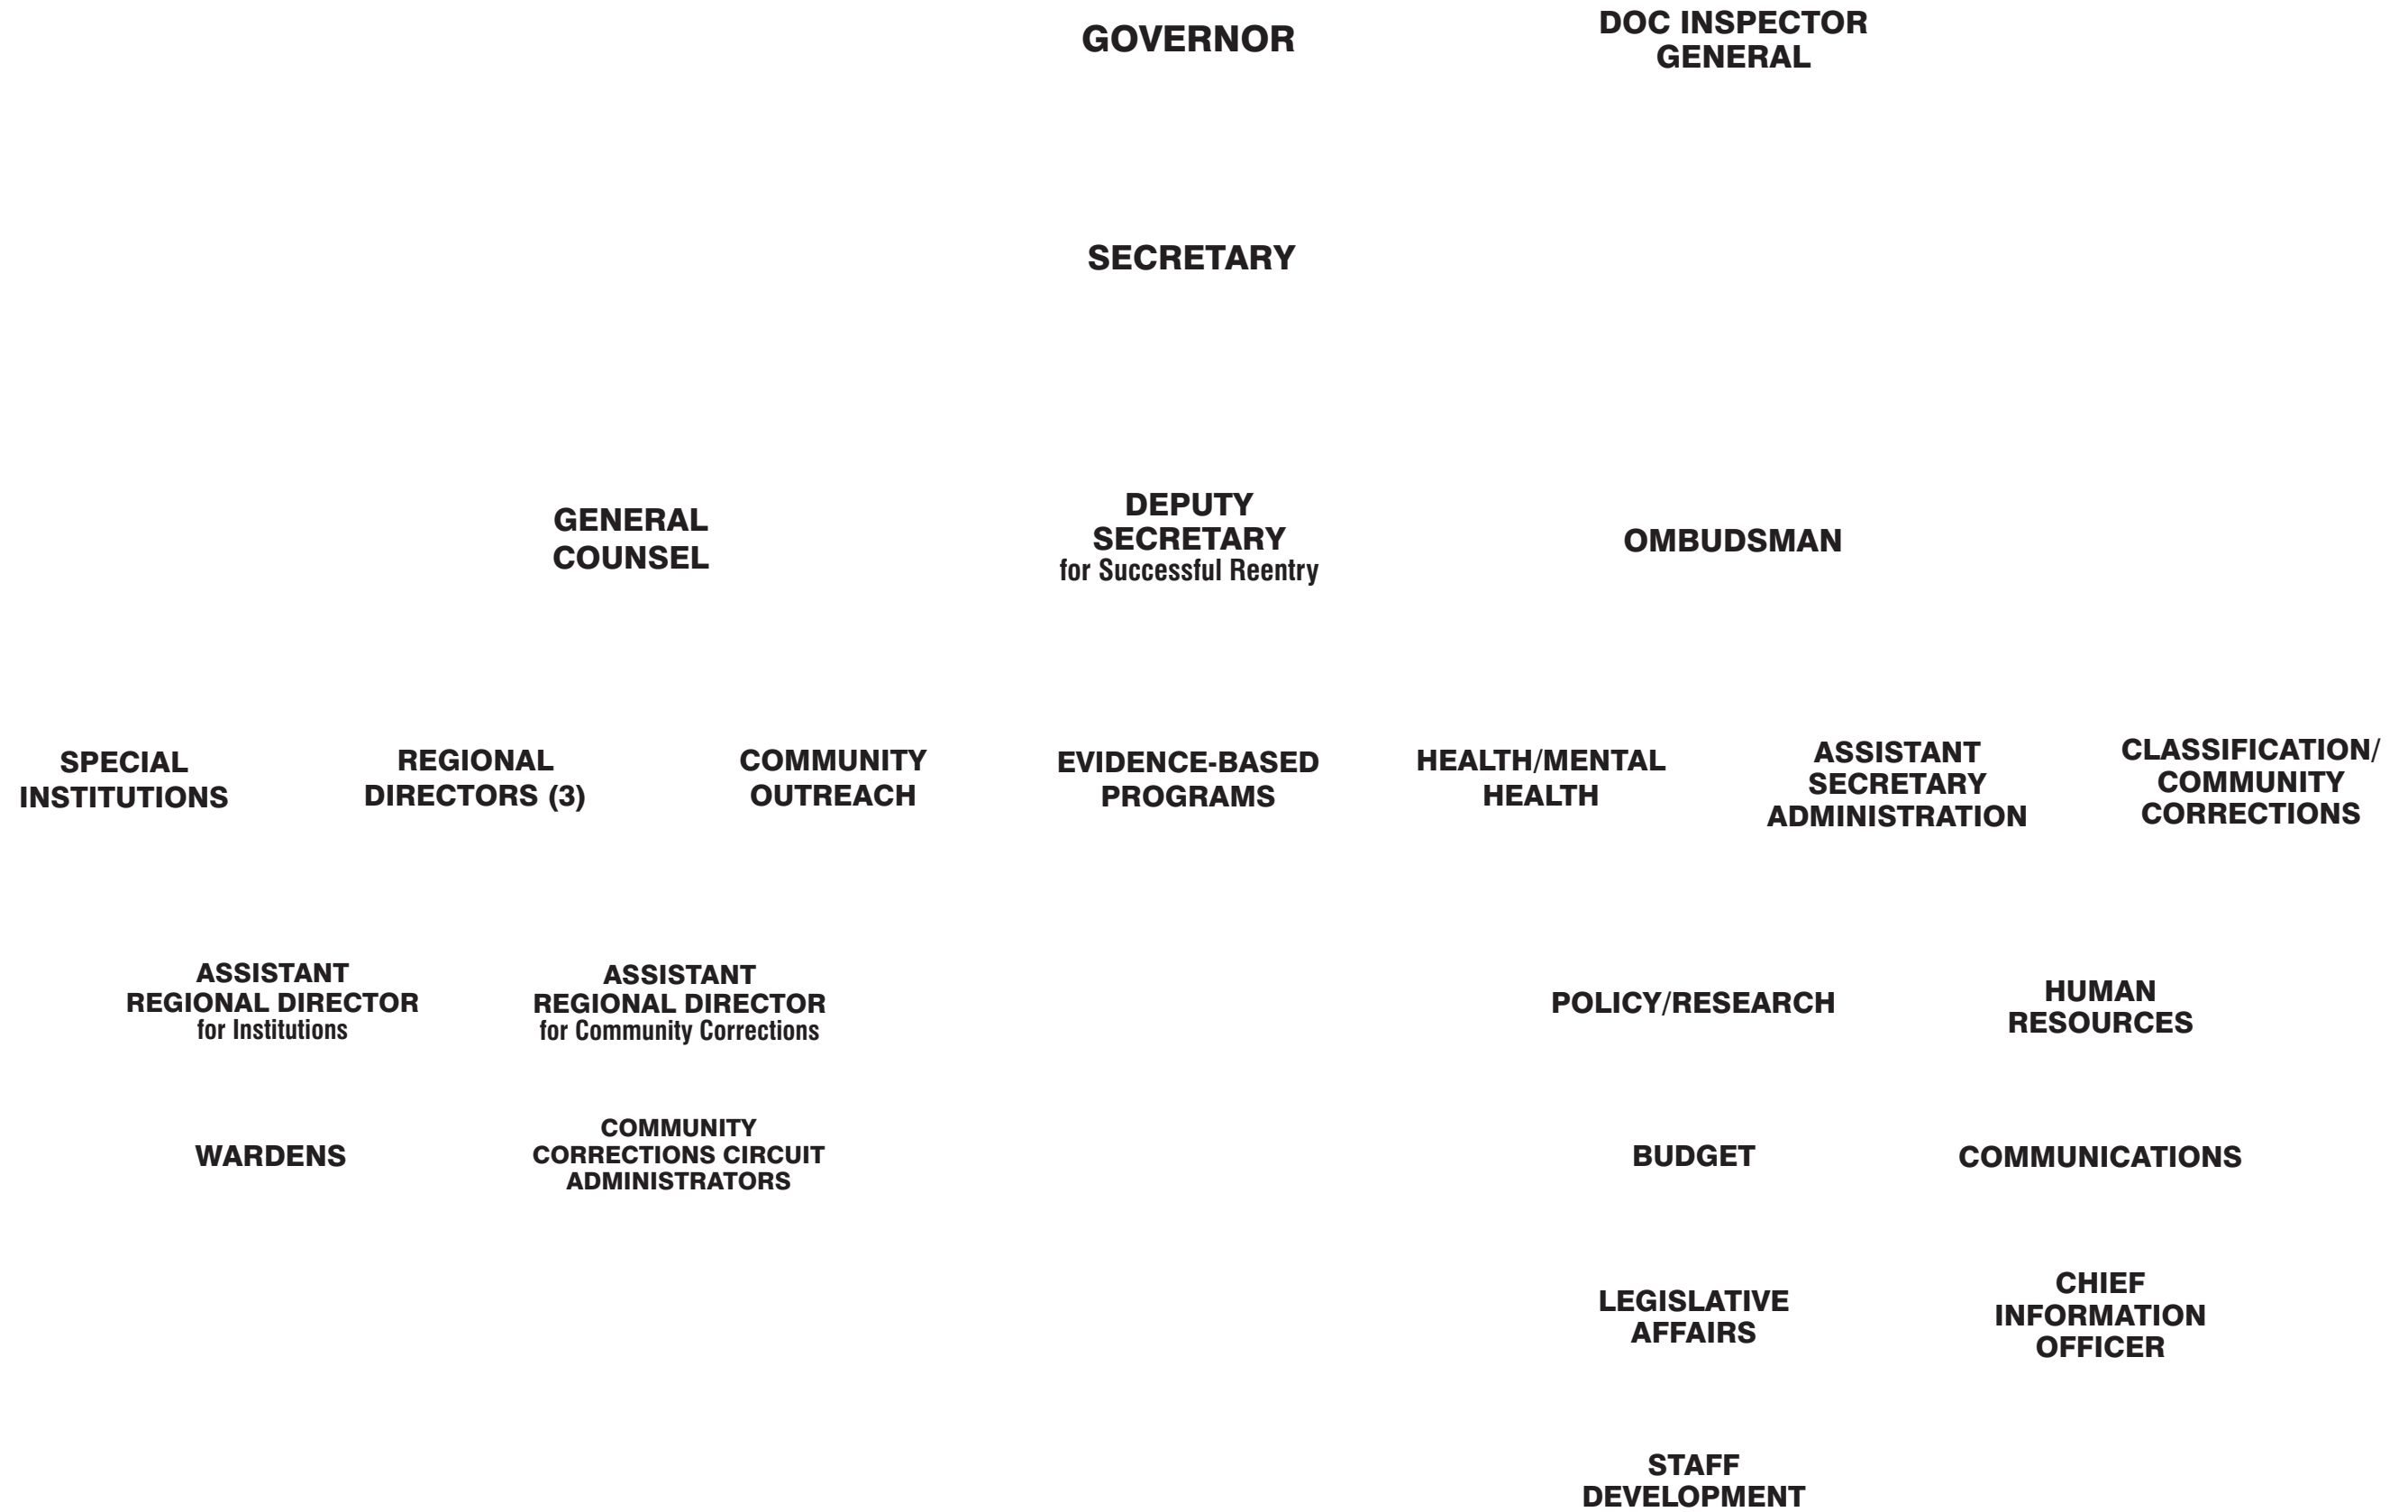 GOVERNOR
DOC INSPECTOR
GENERAL
SECRETARY
GENERAL
COUNSEL
DEPUTY
SECRETARY
for Successful Reentry
OMBUDSMAN
SPECIAL
INSTITUTIONS
REGIONAL
DIRECTORS (3)
COMMUNITY
OUTREACH
EVIDENCE-BASED
PROGRAMS
HEALTH/MENTAL
HEALTH
ASSISTANT
SECRETARY
ADMINISTRATION
CLASSIFICATION/
COMMUNITY
CORRECTIONS
ASSISTANT
REGIONAL DIRECTOR
for Institutions
ASSISTANT
REGIONAL DIRECTOR
for Community Corrections
POLICY/RESEARCH
HUMAN
RESOURCES
WARDENS
COMMUNITY
CORRECTIONS CIRCUIT
ADMINISTRATORS
BUDGET
COMMUNICATIONS
LEGISLATIVE
AFFAIRS
CHIEF
INFORMATION
OFFICER
STAFF
DEVELOPMENT